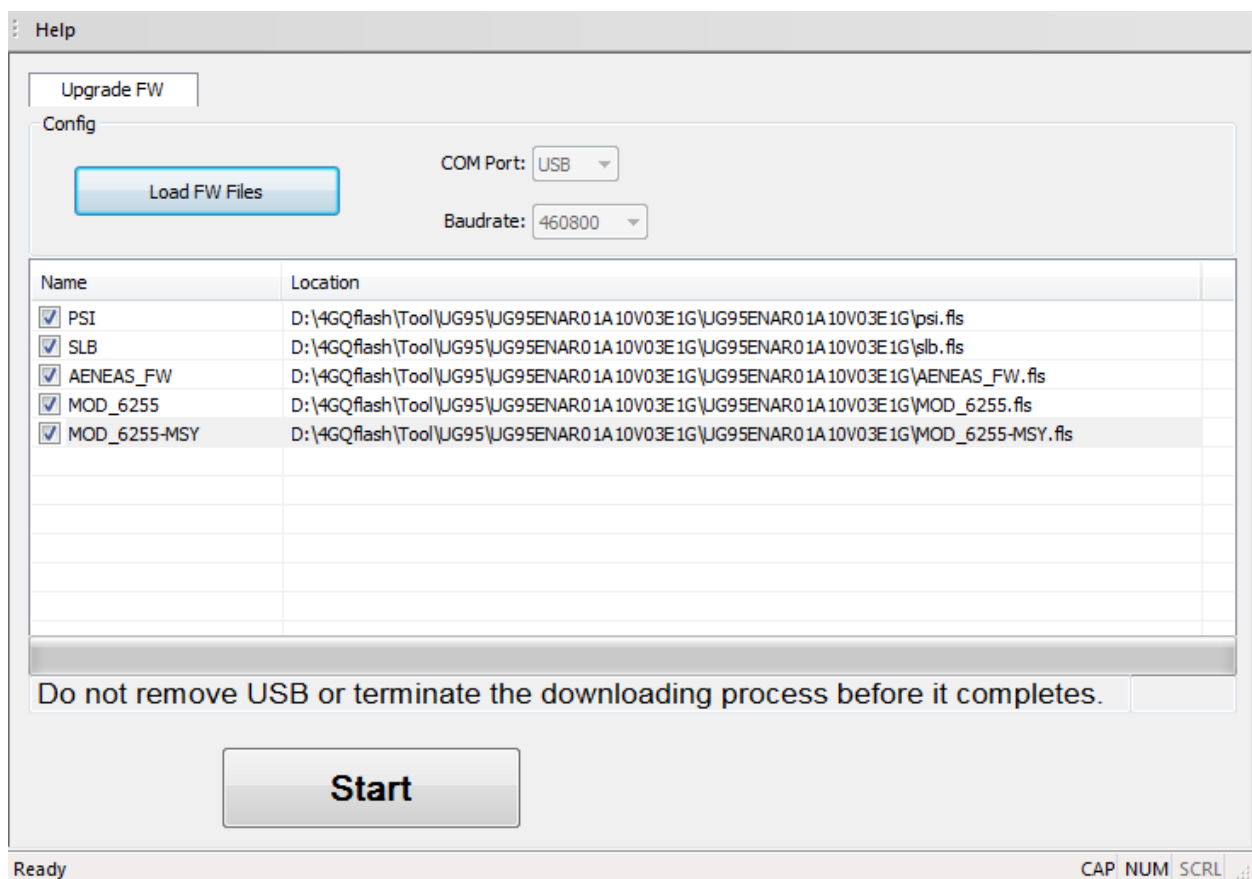 Help
Upgrade FW
Config
Load FW Files
COM Port: USB
Baudrate: 460800
Name Location
PSI D:\4GQflash\Tool\UG95\UG95ENAR01A10V03E1G\UG95ENAR01A10V03E1G\psi.fls
SLB D:\4GQflash\Tool\UG95\UG95ENAR01A10V03E1G\UG95ENAR01A10V03E1G\slb.fls
AENEAS_FW D:\4GQflash\Tool\UG95\UG95ENAR01A10V03E1G\UG95ENAR01A10V03E1G\AENEAS_FW.fls
MOD_6255 D:\4GQflash\Tool\UG95\UG95ENAR01A10V03E1G\UG95ENAR01A10V03E1G\MOD_6255.fls
MOD_6255-MSY D:\4GQflash\Tool\UG95\UG95ENAR01A10V03E1G\UG95ENAR01A10V03E1G\MOD_6255-MSY.fls
Do not remove USB or terminate the downloading process before it completes.
Start
Ready CAP NUM SCRL